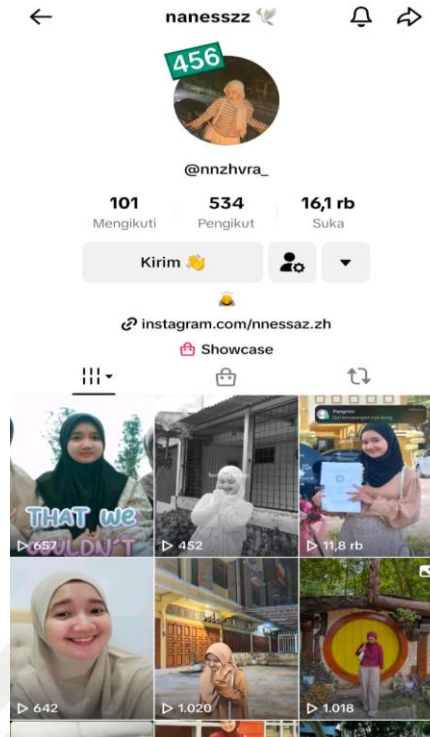 nanesszz 🕊️
456
@nnzhvra_
101 534 16,1 rb
Mengikuti Pengikut Suka
Kirim 👋
🙇
instagram.com/nnessaz.zh
Showcase
THAT WE
COULDN'T
657
452
11,8 rb
642
1.020
1.018